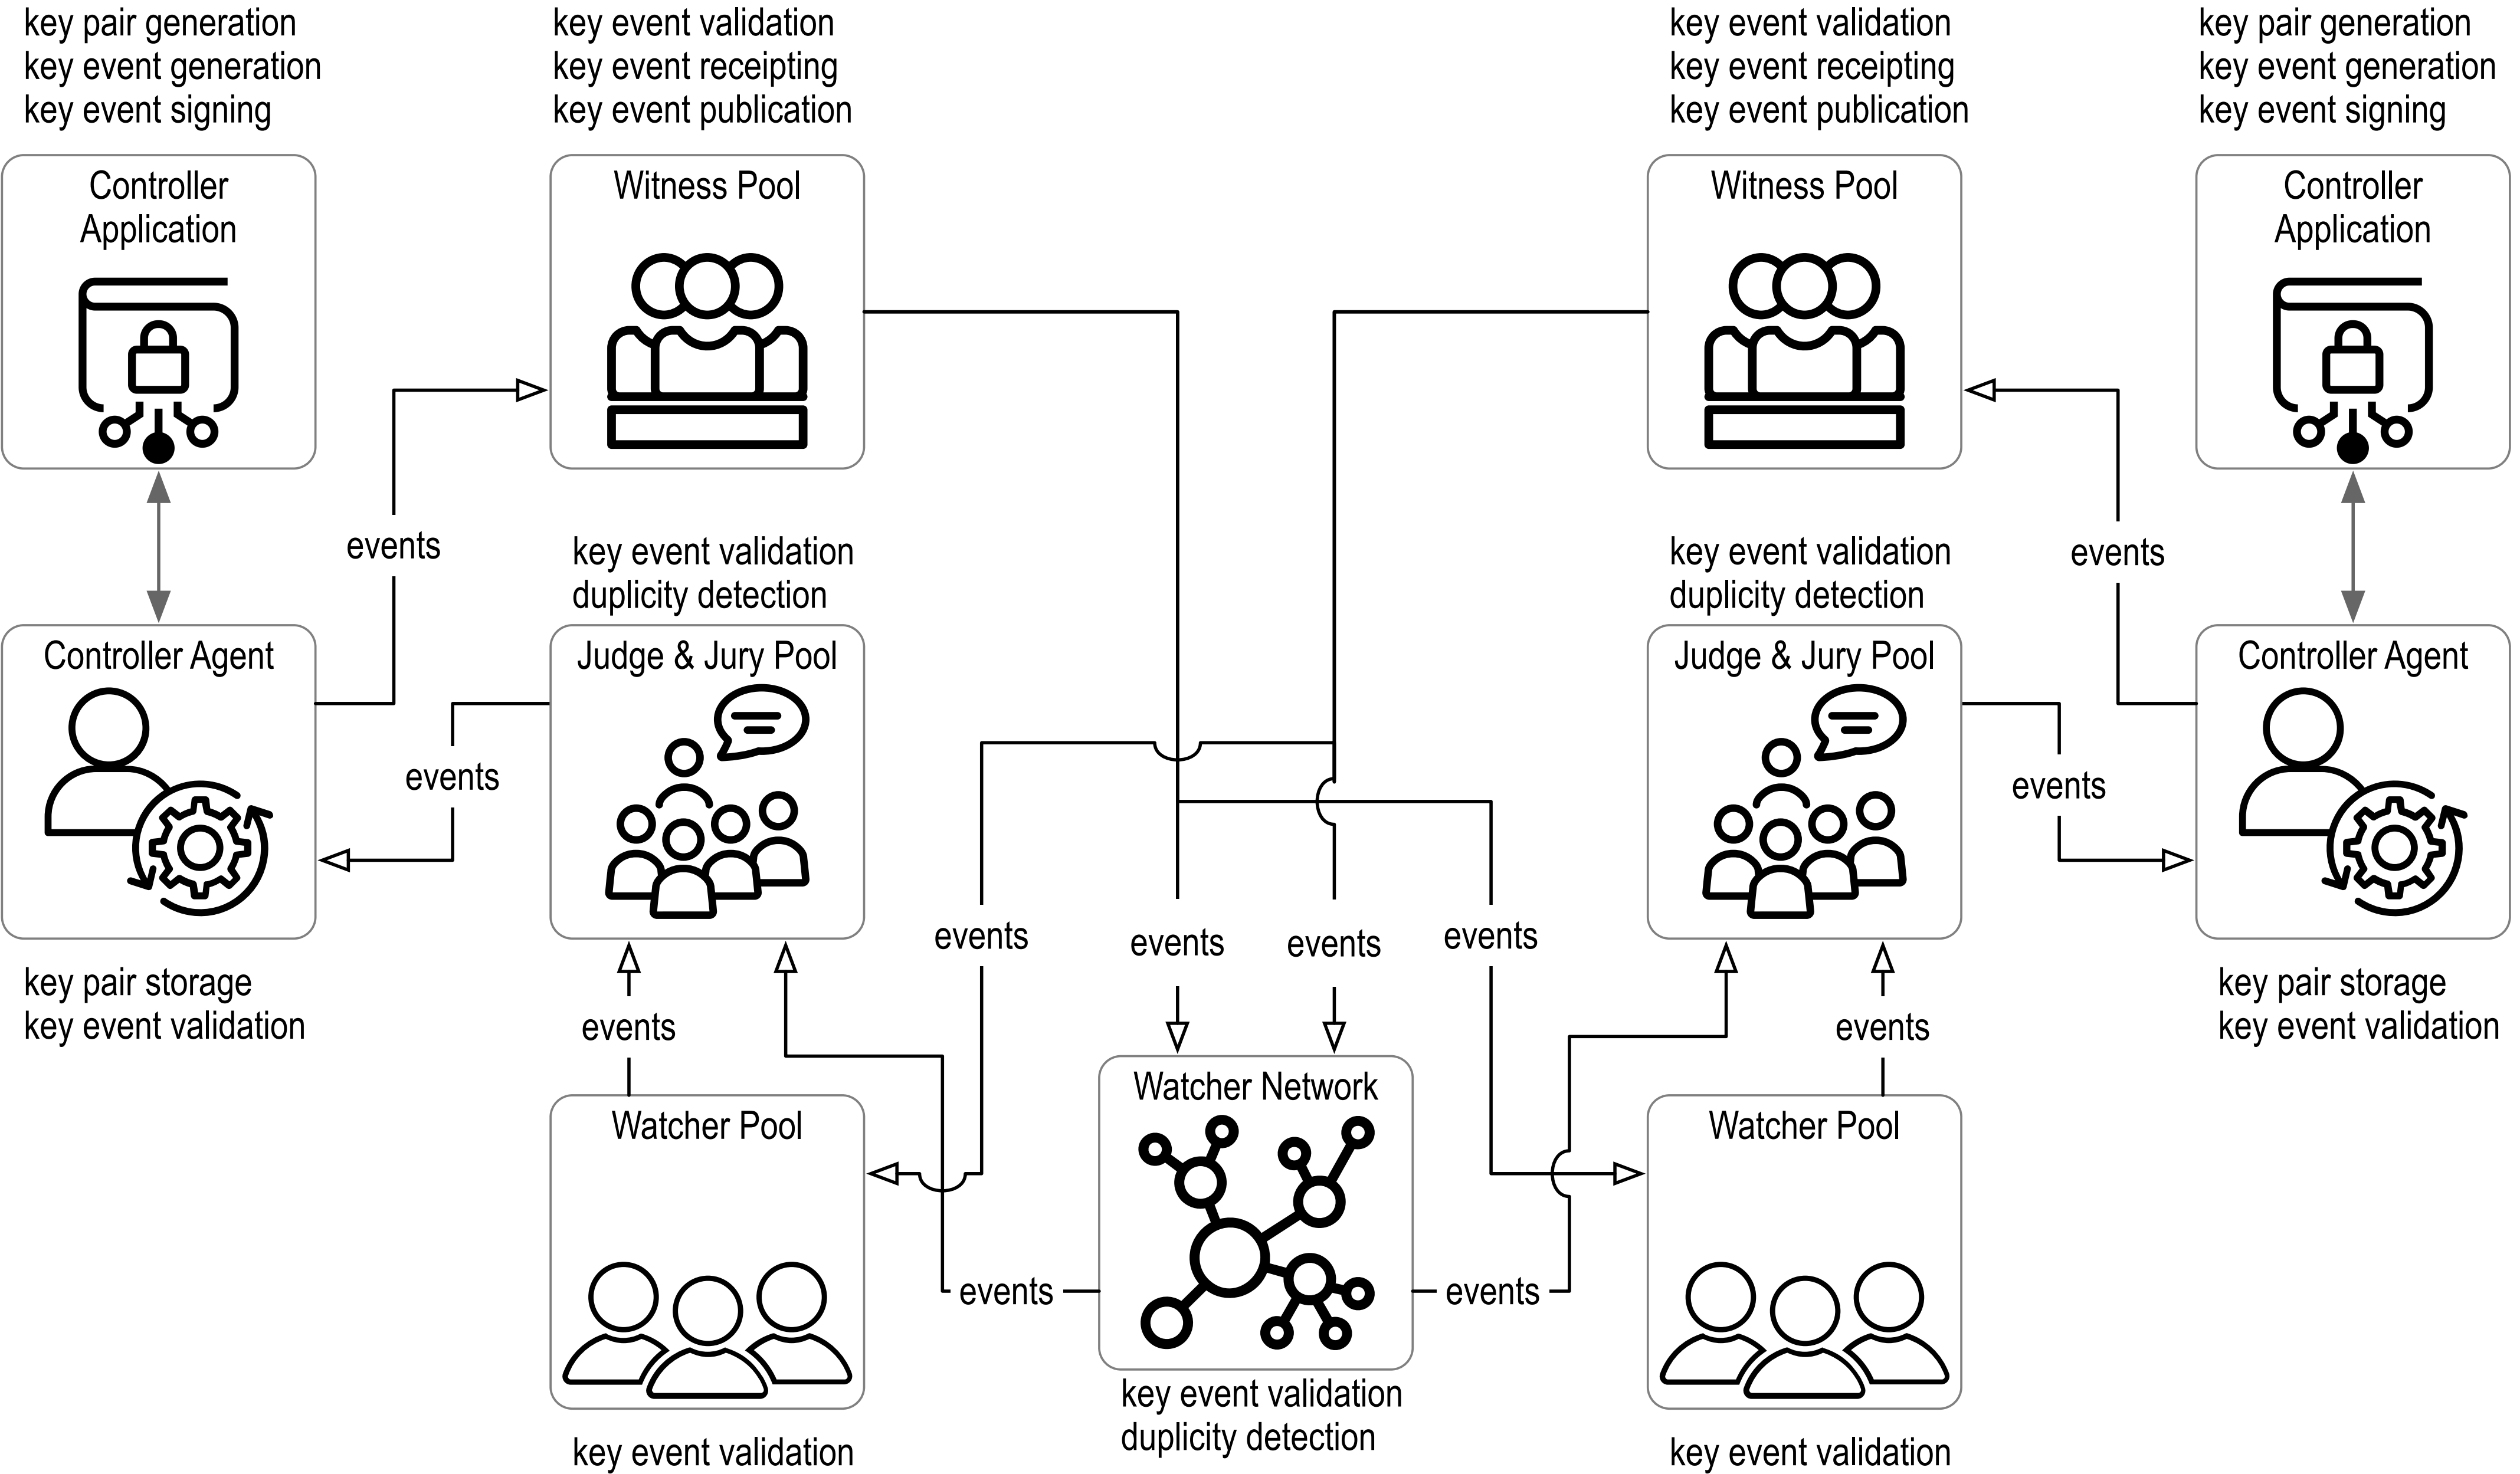 key pair generation
key event generation
key event signing
key event validation
key event receipting
key event publication
key event validation
key event receipting
key event publication
key pair generation
key event generation
key event signing
Controller
Application
Witness Pool
Witness Pool
Controller
Application
events
key event validation
duplicity detection
key event validation
duplicity detection
events
Controller Agent
Judge & Jury Pool
Judge & Jury Pool
Controller Agent
events
events
events
events
events
events
key pair storage
key event validation
events
events
key pair storage
key event validation
Watcher Pool
Watcher Network
Watcher Pool
events
events
key event validation
duplicity detection
key event validation
key event validation